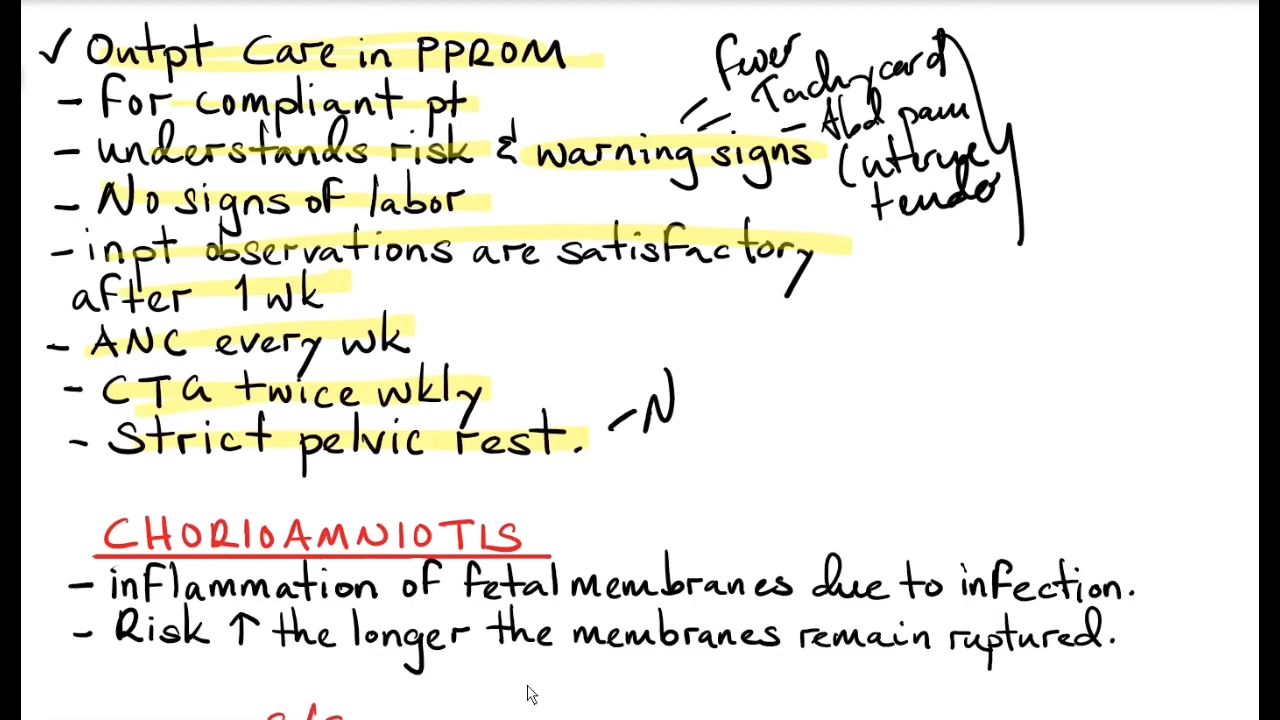 ✓ Outpt Care in PPROM
- For compliant pt
- understands risk & warning signs
- No signs of labor
- inpt observations are satisfactory
after 1 wk
- ANC every wk
- CTG twice wkly
- Strict pelvic rest. - N
Fever
Tachycard
- Abd pain
(uterine
tender
CHORIOAMNIOTIS
- inflammation of fetal membranes due to infection.
- Risk ↑ the longer the membranes remain ruptured.